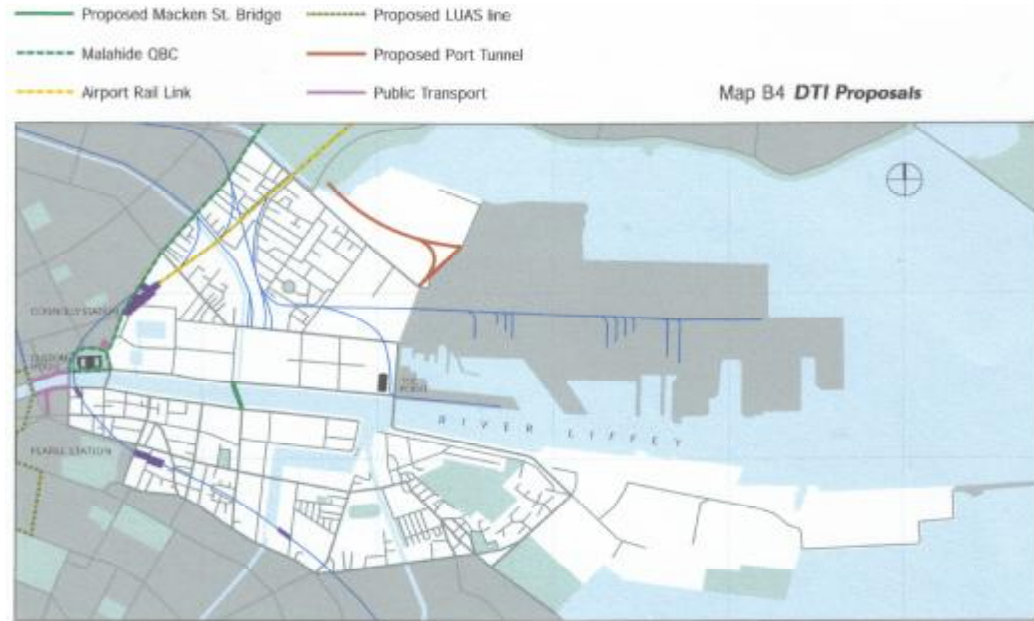 Proposed Macken St. Bridge
Proposed LUAS line
Malahide QBC
Proposed Port Tunnel
Airport Rail Link
Public Transport
Map B4 DTI Proposals
CONNOLLY STATION
RIVER LIFFEY
PEARSE STATION